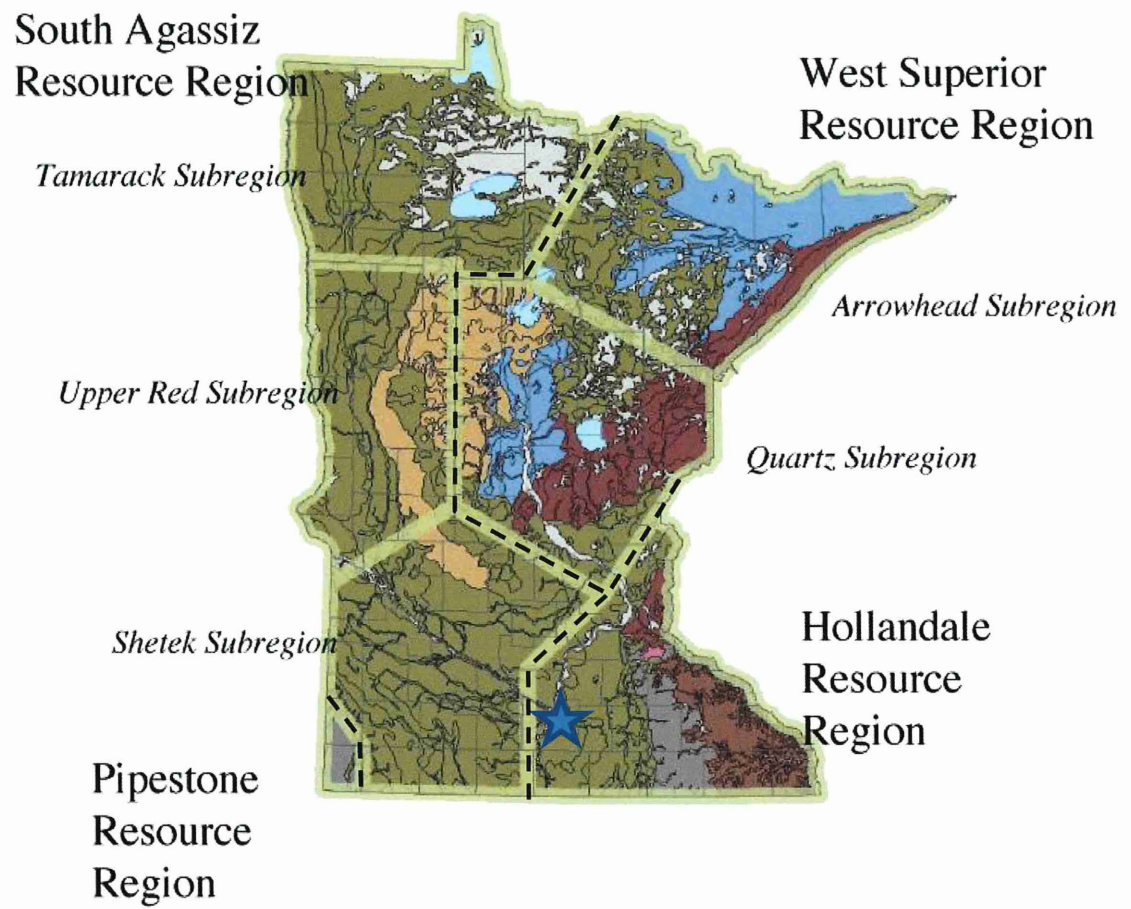 South Agassiz
Resource Region
West Superior
Resource Region
Tamarack Subregion
Arrowhead Subregion
Upper Red Subregion
Quartz Subregion
Shetek Subregion
Hollandale
Resource
Region
Pipestone
Resource
Region